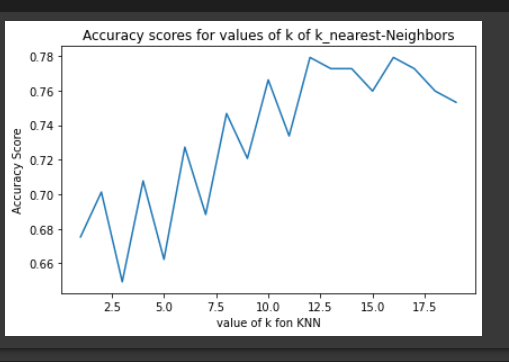 Accuracy scores for values of k of k_nearest-Neighbors
0.78
0.76
0.74
0.72
0.70
0.68
0.66
Accuracy Score
2.5 5.0 7.5 10.0 12.5 15.0 17.5
value of k fon KNN